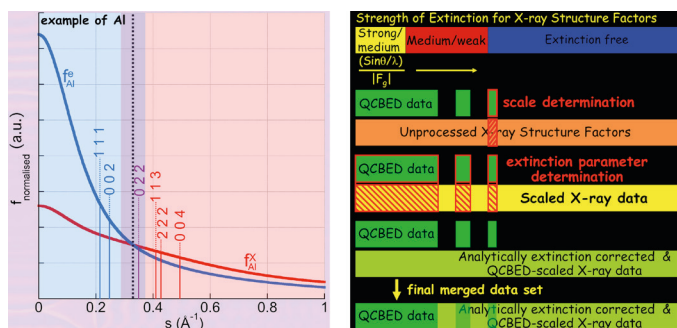 example of Al
f normalised (a.u.)
f e Al
1 1 1
0 0 2
0 2 2
1 1 3
2 2 2
0 0 4
f X Al
0
0.2
0.4
0.6
0.8
1
s (Å⁻¹)
Strength of Extinction for X-ray Structure Factors
Strong/
medium
Medium/weak
Extinction free
(Sinθ/λ)
|Fg|
QCBED data
scale determination
Unprocessed X-ray Structure Factors
QCBED data
extinction parameter
determination
Scaled X-ray data
QCBED data
Analytically extinction corrected &
QCBED-scaled X-ray data
final merged data set
QCBED data
Analytically extinction corrected &
QCBED-scaled X-ray data